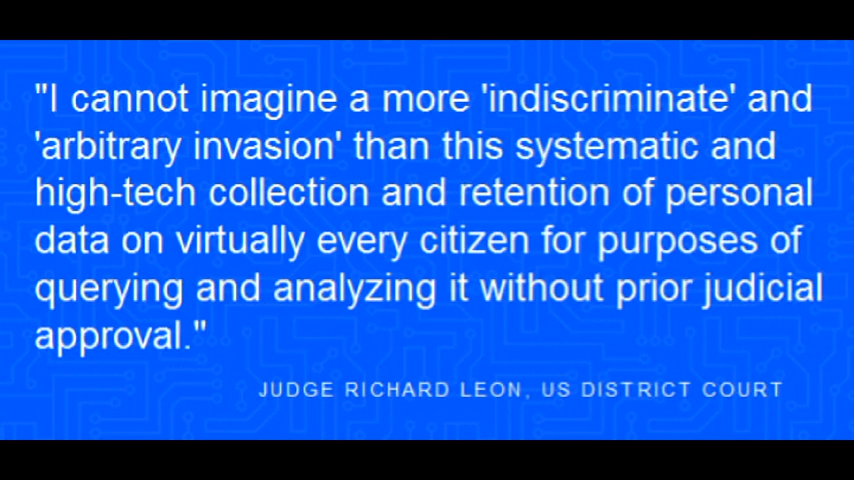 "I cannot imagine a more 'indiscriminate' and
'arbitrary invasion' than this systematic and
high-tech collection and retention of personal
data on virtually every citizen for purposes of
querying and analyzing it without prior judicial
approval."
JUDGE RICHARD LEON, US DISTRICT COURT